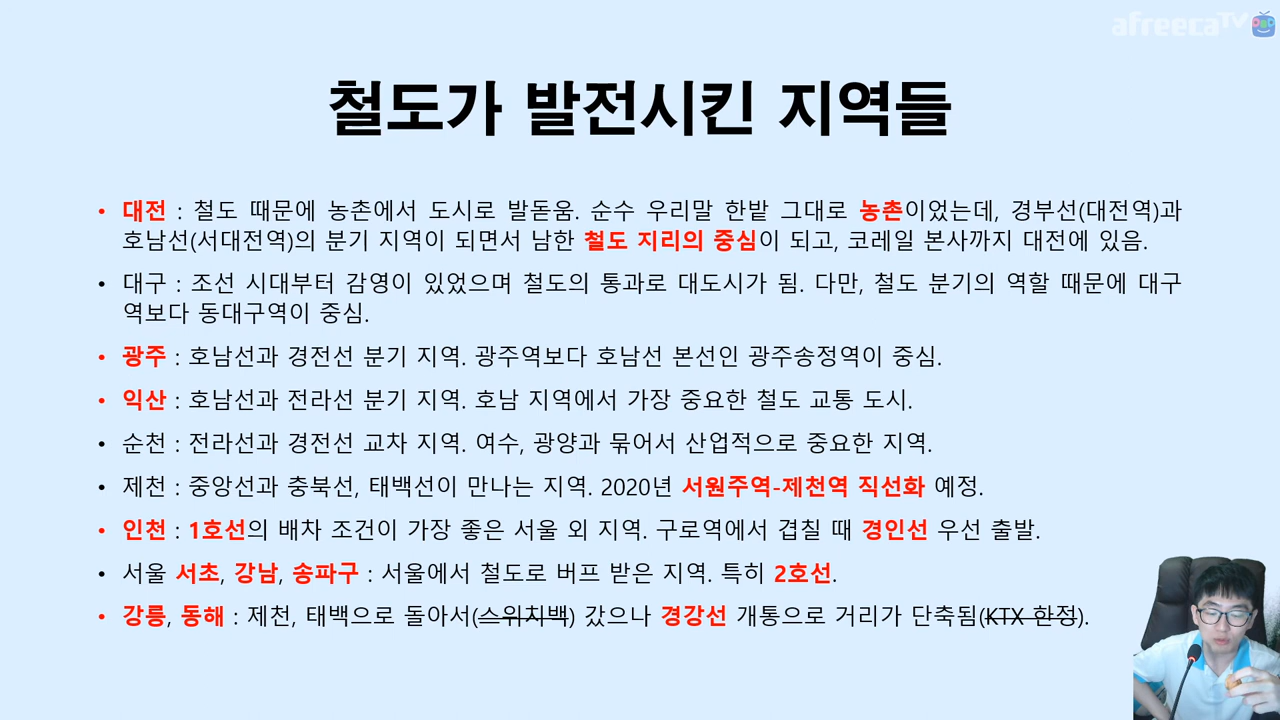 afreecaTV
철도가 발전시킨 지역들
• 대전 : 철도 때문에 농촌에서 도시로 발돋움. 순수 우리말 한밭 그대로 농촌이었는데, 경부선(대전역)과
호남선(서대전역)의 분기 지역이 되면서 남한 철도 지리의 중심이 되고, 코레일 본사까지 대전에 있음.
• 대구 : 조선 시대부터 감영이 있었으며 철도의 통과로 대도시가 됨. 다만, 철도 분기의 역할 때문에 대구
역보다 동대구역이 중심.
• 광주 : 호남선과 경전선 분기 지역. 광주역보다 호남선 본선인 광주송정역이 중심.
• 익산 : 호남선과 전라선 분기 지역. 호남 지역에서 가장 중요한 철도 교통 도시.
• 순천 : 전라선과 경전선 교차 지역. 여수, 광양과 묶어서 산업적으로 중요한 지역.
• 제천 : 중앙선과 충북선, 태백선이 만나는 지역. 2020년 서원주역-제천역 직선화 예정.
• 인천 : 1호선의 배차 조건이 가장 좋은 서울 외 지역. 구로역에서 겹칠 때 경인선 우선 출발.
• 서울 서초, 강남, 송파구 : 서울에서 철도로 버프 받은 지역. 특히 2호선.
• 강릉, 동해 : 제천, 태백으로 돌아서(스위치백) 갔으나 경강선 개통으로 거리가 단축됨(KTX 한정).